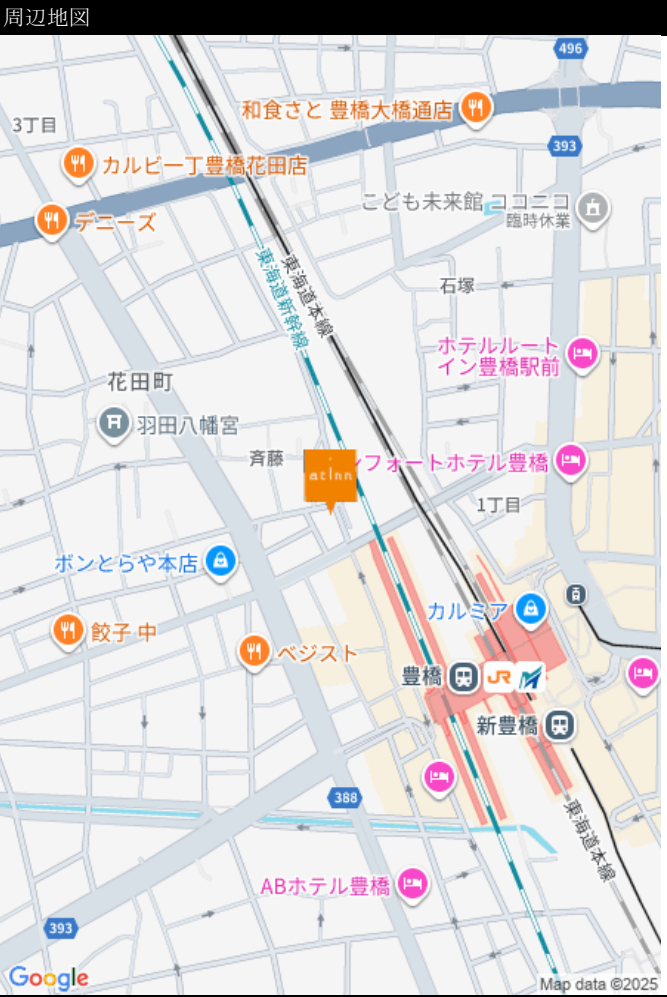 周辺地図
496
和食さと 豊橋大橋通店
3丁目
393
カルビ一丁豊橋花田店
こども未来館 ココニコ
臨時休業
デニーズ
東海道新幹線
東海道本線
石塚
ホテルルート
イン豊橋駅前
花田町
羽田八幡宮
斉藤
at inn
フォートホテル豊橋
1丁目
ボンとらや本店
カルミア
餃子 中
ベジスト
豊橋
JR
新豊橋
388
東海道本線
ABホテル豊橋
393
Google
Map data ©2025